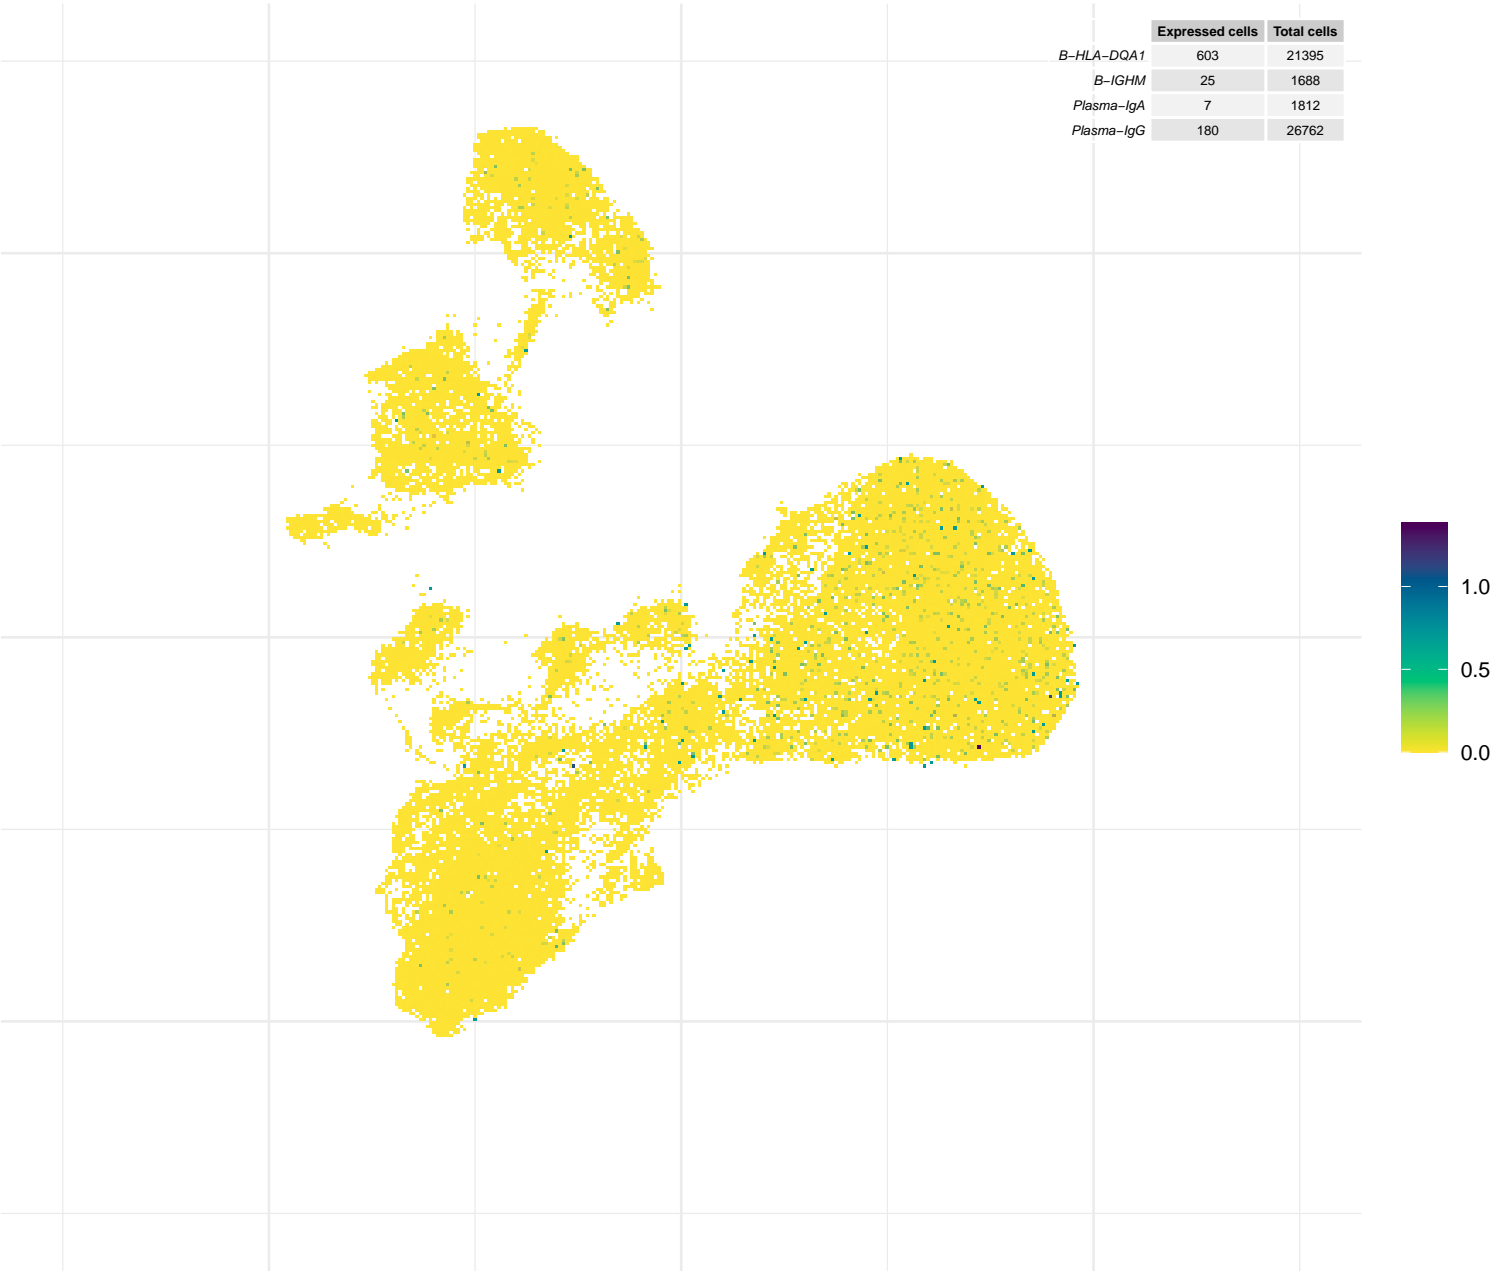 Expressed cells Total cells
B−HLA−DQA1 603 21395
B−IGHM 25 1688
Plasma−IgA 7 1812
Plasma−IgG 180 26762
1.0
0.5
0.0